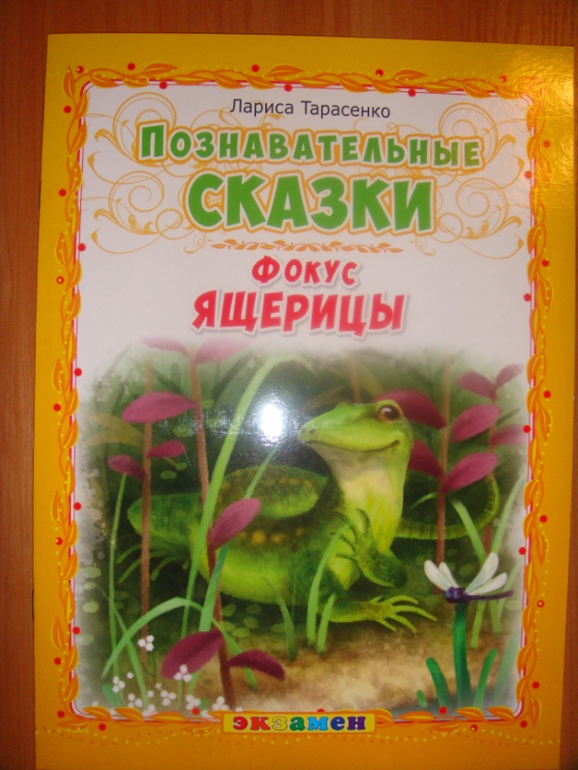 Лариса Тарасенко
ПОЗНАВАТЕЛЬНЫЕ
СКАЗКИ
ФОКУС
ЯЩЕРИЦЫ
экзамен